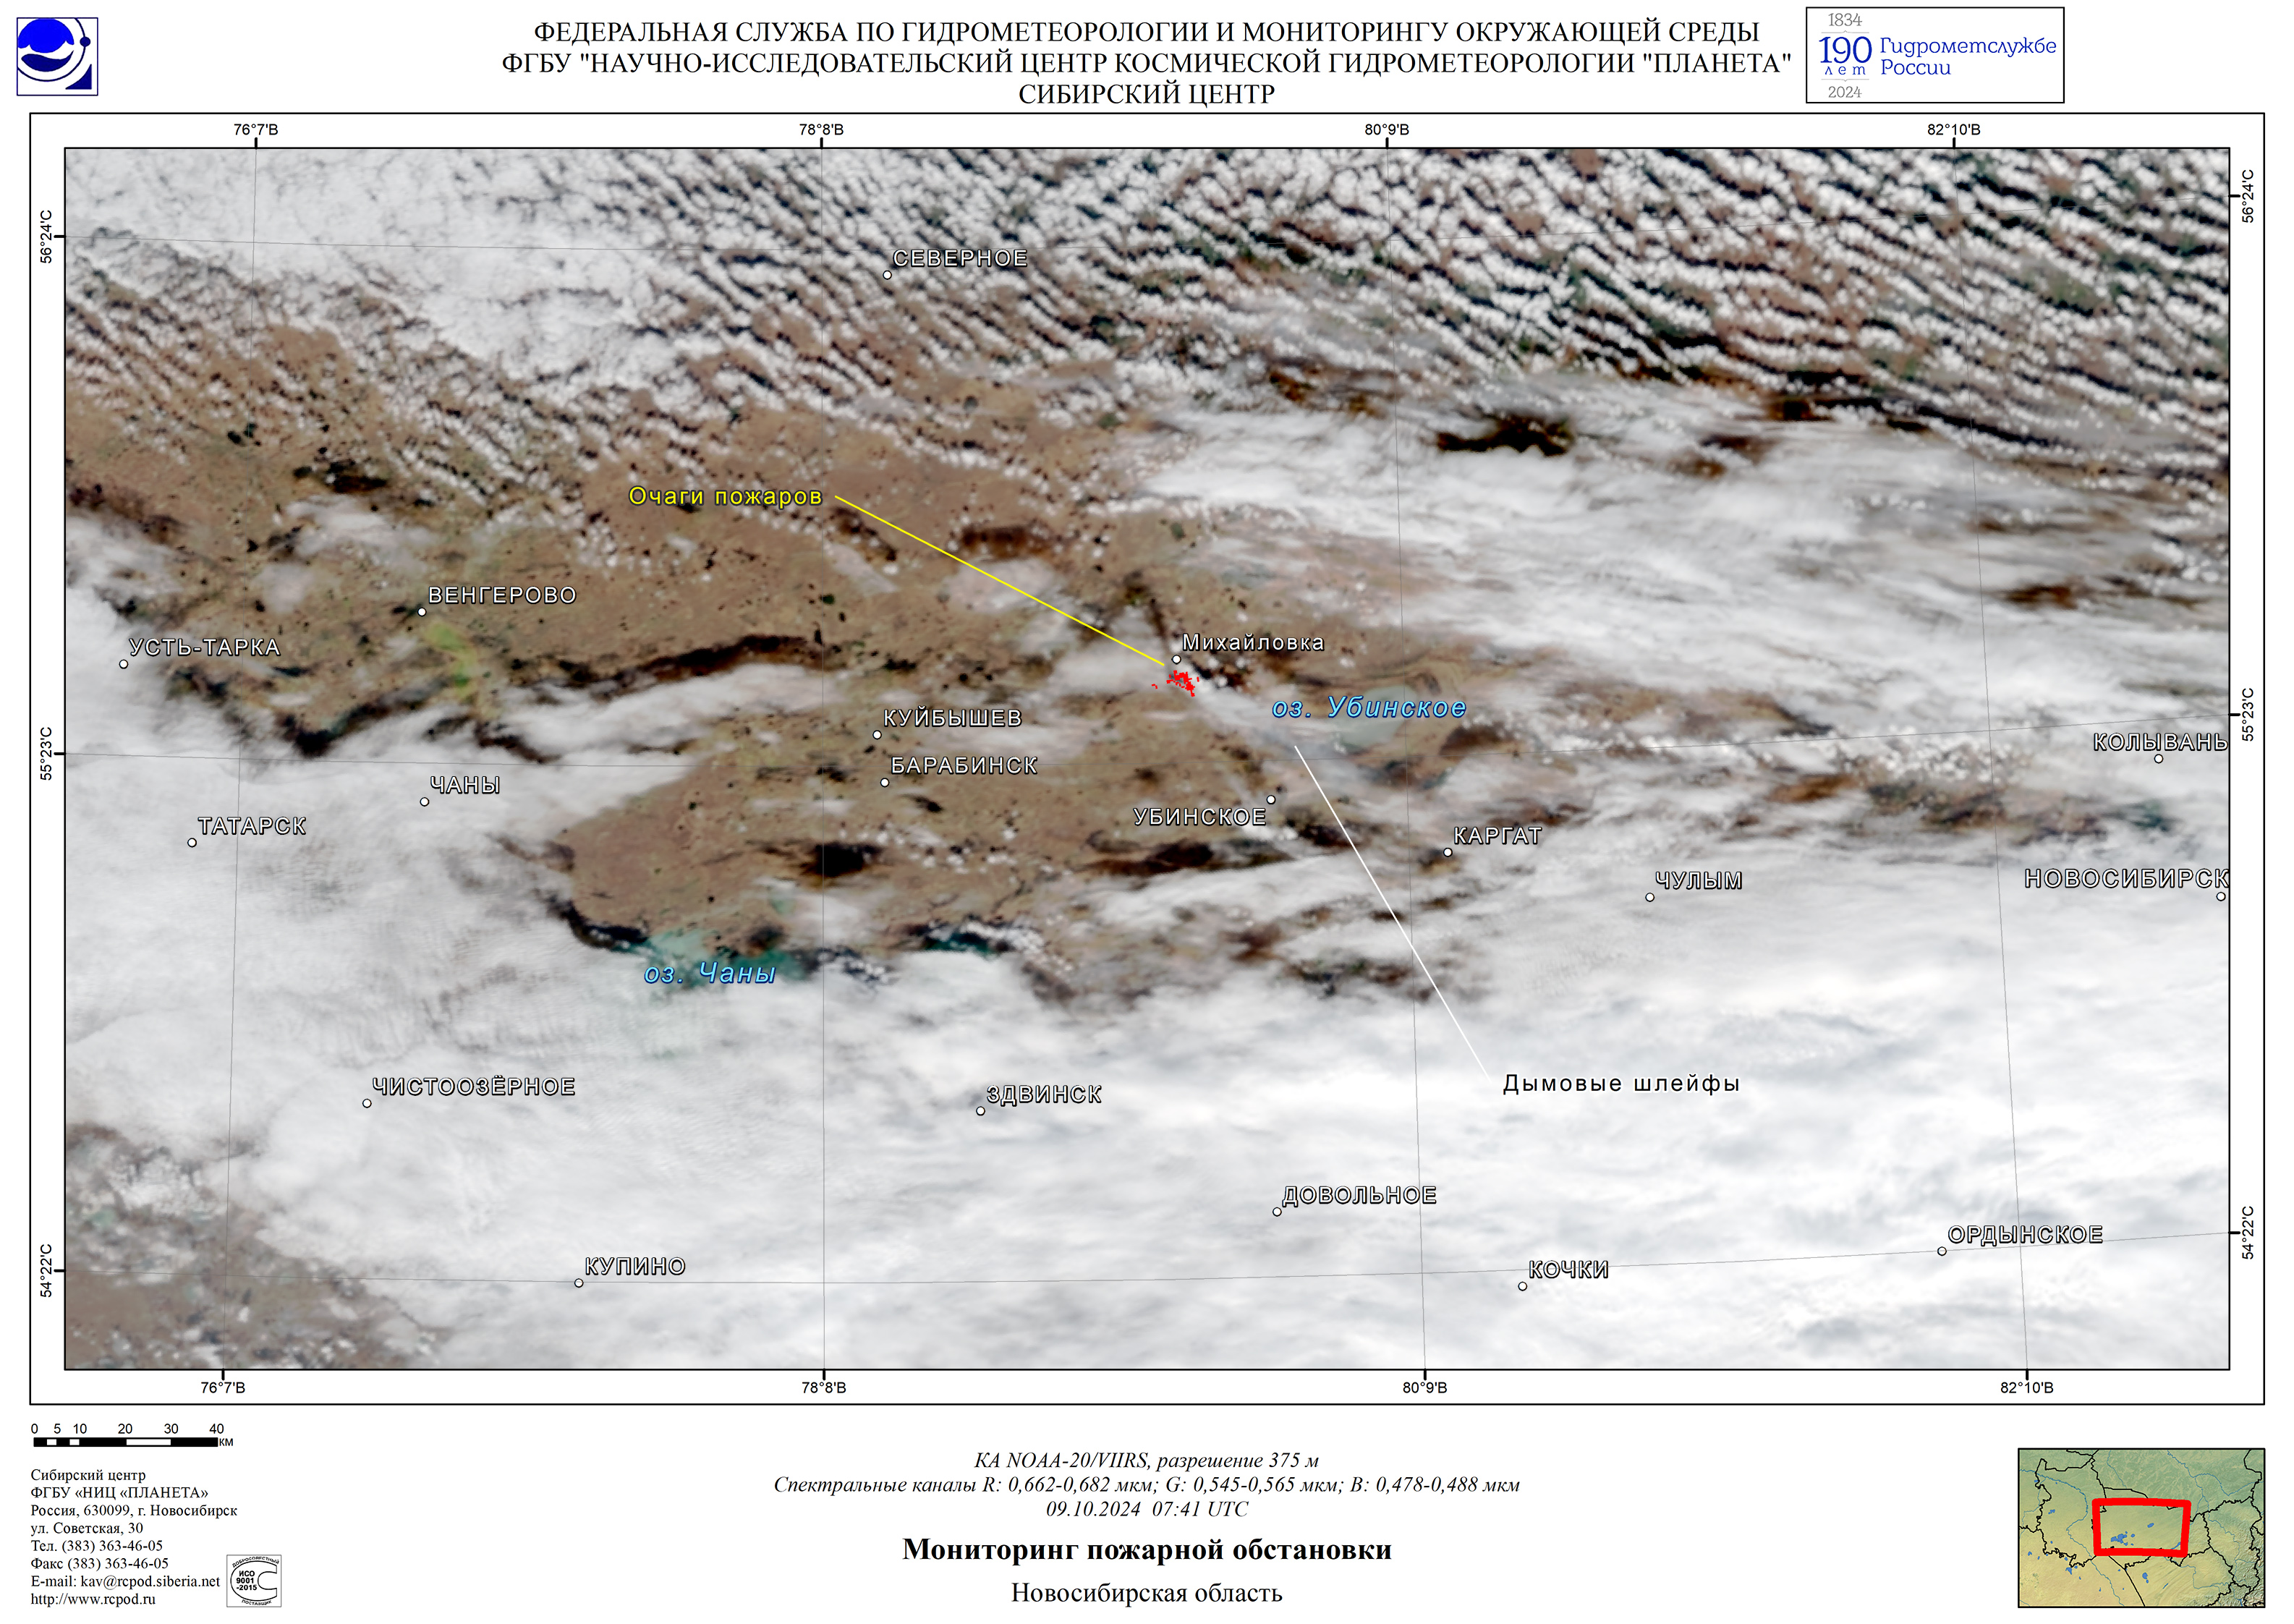 ФЕДЕРАЛЬНАЯ СЛУЖБА ПО ГИДРОМЕТЕОРОЛОГИИ И МОНИТОРИНГУ ОКРУЖАЮЩЕЙ СРЕДЫ
ФГБУ "НАУЧНО-ИССЛЕДОВАТЕЛЬСКИЙ ЦЕНТР КОСМИЧЕСКОЙ ГИДРОМЕТЕОРОЛОГИИ "ПЛАНЕТА"
СИБИРСКИЙ ЦЕНТР
1834
190 Гидрометслужбе
лет России
2024
76°7'В 78°8'В 80°9'В 82°10'В
56°24'С 56°24'С
СЕВЕРНОЕ
Очаги пожаров
ВЕНГЕРОВО
УСТЬ-ТАРКА
Михайловка
оз. Убинское
КУЙБЫШЕВ
55°23'С 55°23'С
КОЛЫВАНЬ
БАРАБИНСК
ЧАНЫ
УБИНСКОЕ
ТАТАРСК
КАРГАТ
ЧУЛЫМ
НОВОСИБИРСК
оз. Чаны
Дымовые шлейфы
ЧИСТООЗЁРНОЕ
ЗДВИНСК
ДОВОЛЬНОЕ
54°22'С 54°22'С
ОРДЫНСКОЕ
КУПИНО
КОЧКИ
76°7'В 78°8'В 80°9'В 82°10'В
0 5 10 20 30 40
км
Сибирский центр
ФГБУ «НИЦ «ПЛАНЕТА»
Россия, 630099, г. Новосибирск
ул. Советская, 30
Тел. (383) 363-46-05
Факс (383) 363-46-05
E-mail: kav@rcpod.siberia.net
http://www.rcpod.ru
ДОБРОСОВЕСТНЫЙ
ИСО
9001
-2015
ПОСТАВЩИК
КА NOAA-20/VIIRS, разрешение 375 м
Спектральные каналы R: 0,662-0,682 мкм; G: 0,545-0,565 мкм; B: 0,478-0,488 мкм
09.10.2024 07:41 UTC
Мониторинг пожарной обстановки
Новосибирская область